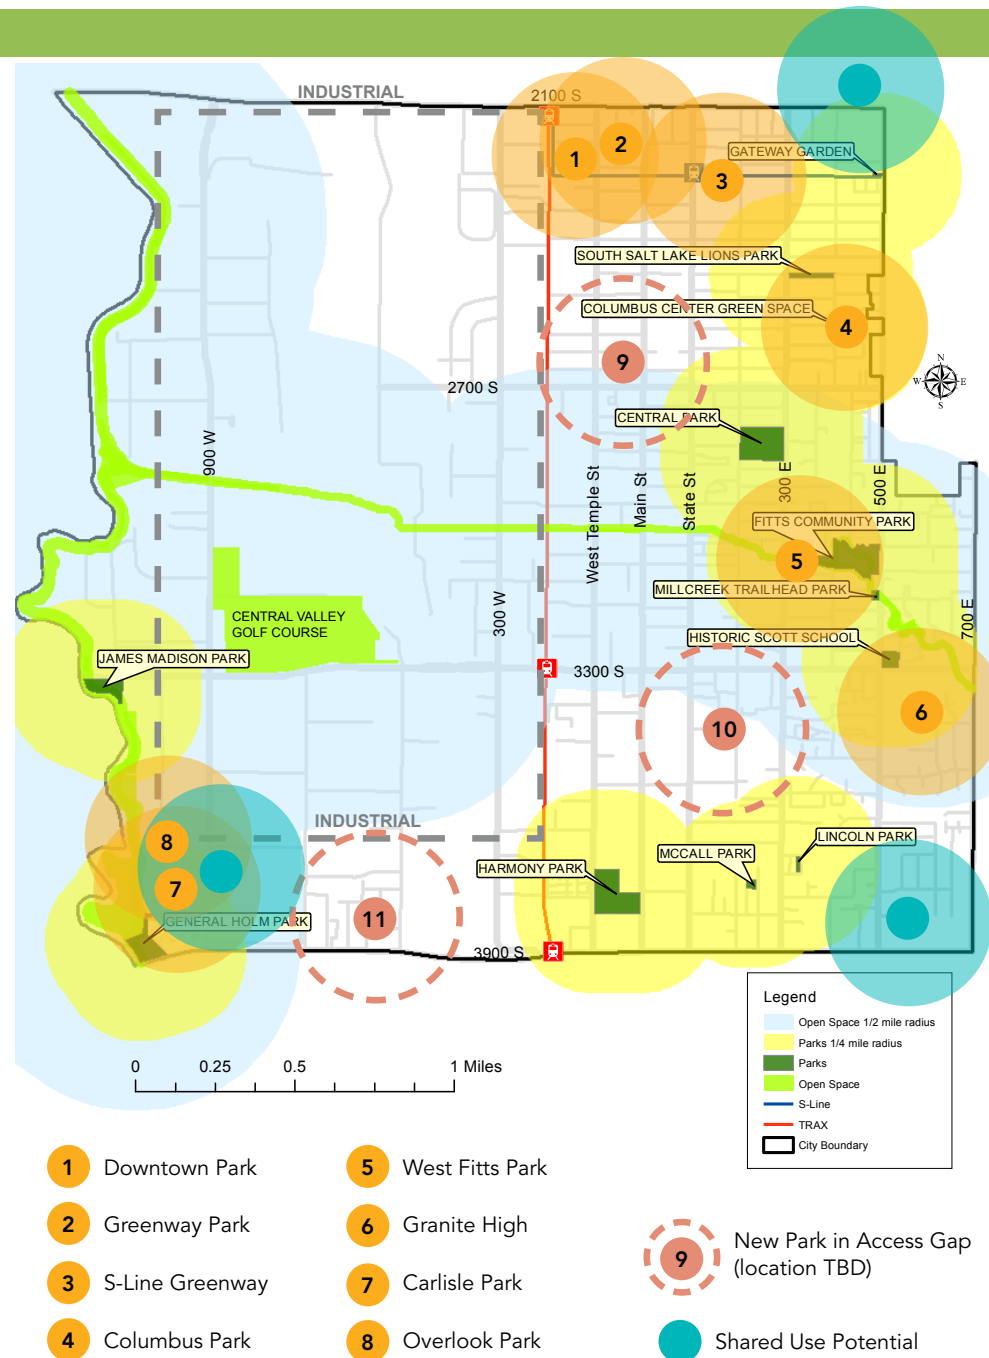 INDUSTRIAL
2100 S
1
2
3
GATEWAY GARDEN
SOUTH SALT LAKE LIONS PARK
COLUMBUS CENTER GREEN SPACE
4
9
N
W
E
S
2700 S
CENTRAL PARK
900 W
West Temple St
Main St
State St
300 E
500 E
FITTS COMMUNITY PARK
5
MILLCREEK TRAILHEAD PARK
300 W
700 E
CENTRAL VALLEY
GOLF COURSE
HISTORIC SCOTT SCHOOL
JAMES MADISON PARK
3300 S
6
10
INDUSTRIAL
8
7
LINCOLN PARK
MCCALL PARK
HARMONY PARK
GENERAL HOLM PARK
11
3900 S
Legend
Open Space 1/2 mile radius
Parks 1/4 mile radius
Parks
Open Space
S-Line
TRAX
City Boundary
0 0.25 0.5 1 Miles
1 Downtown Park
2 Greenway Park
3 S-Line Greenway
4 Columbus Park
5 West Fitts Park
6 Granite High
7 Carlisle Park
8 Overlook Park
9 New Park in Access Gap
(location TBD)
Shared Use Potential